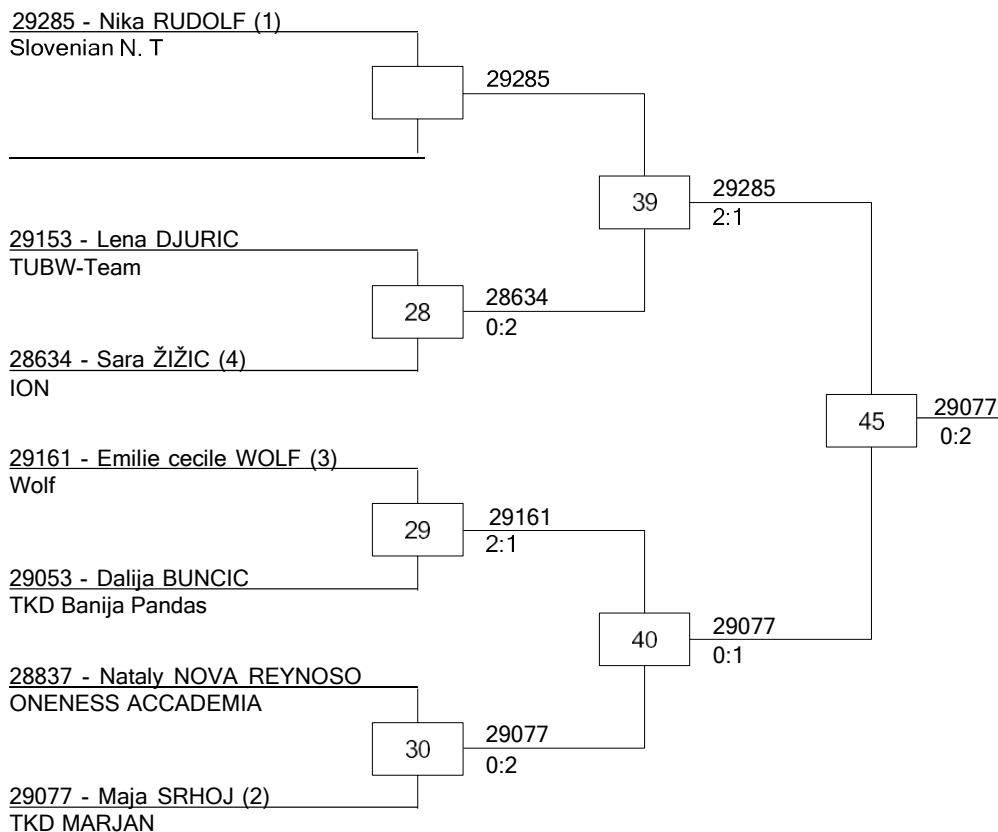 29285 - Nika RUDOLF (1)
Slovenian N. T
29285
39
29285
2:1
29153 - Lena DJURIC
TUBW-Team
28
28634
0:2
28634 - Sara ŽIŽIC (4)
ION
45
29077
0:2
29161 - Emilie cecile WOLF (3)
Wolf
29
29161
2:1
29053 - Dalija BUNCIC
TKD Banija Pandas
40
29077
0:1
28837 - Nataly NOVA REYNOSO
ONENESS ACCADEMIA
30
29077
0:2
29077 - Maja SRHOJ (2)
TKD MARJAN